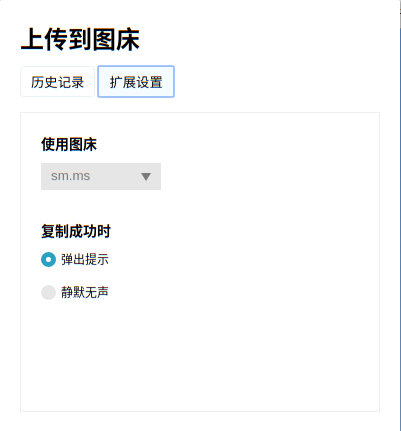 上传到图床
历史记录
扩展设置
使用图床
sm.ms
复制成功时
弹出提示
静默无声